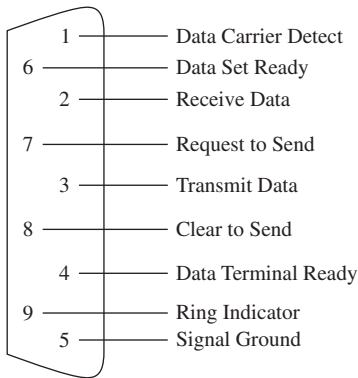 1 Data Carrier Detect
6 Data Set Ready
2 Receive Data
7 Request to Send
3 Transmit Data
8 Clear to Send
4 Data Terminal Ready
9 Ring Indicator
5 Signal Ground